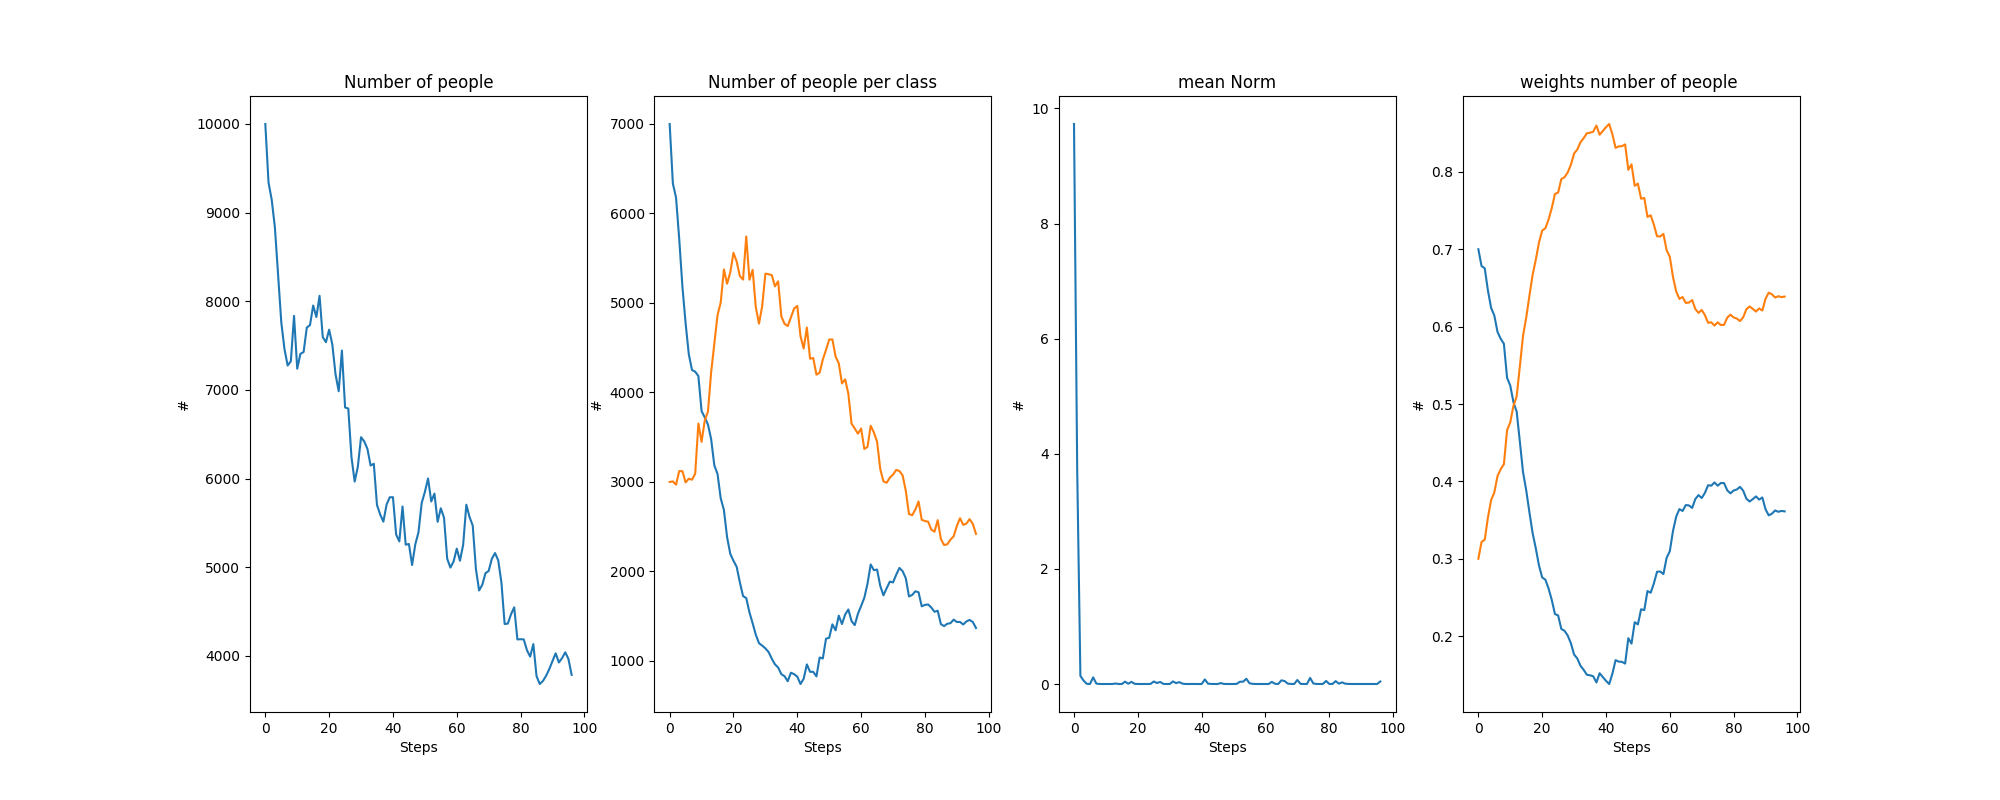 Number of people
10000
9000
8000
7000
6000
5000
4000
#
0 20 40 60 80 100
Steps
Number of people per class
7000
6000
5000
4000
3000
2000
1000
#
0 20 40 60 80 100
Steps
mean Norm
10
8
6
4
2
0
#
0 20 40 60 80 100
Steps
weights number of people
0.8
0.7
0.6
0.5
0.4
0.3
0.2
#
0 20 40 60 80 100
Steps